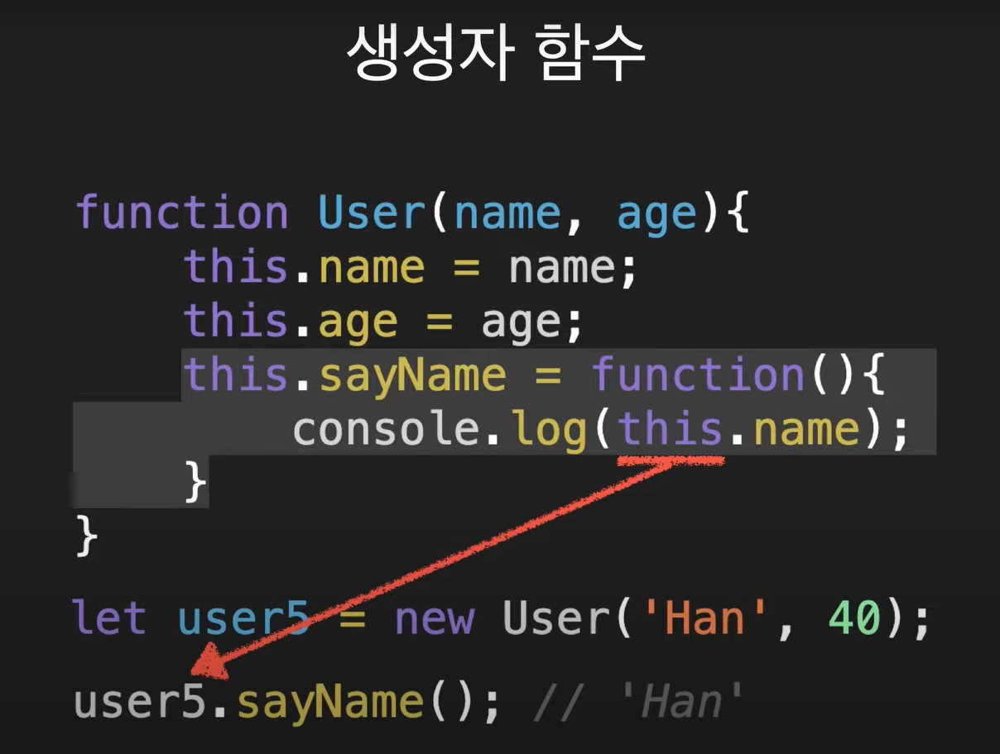 생성자 함수
function User(name, age){
this.name = name;
this.age = age;
this.sayName = function(){
console.log(this.name);
}
}
let user5 = new User('Han', 40);
user5.sayName(); // 'Han'